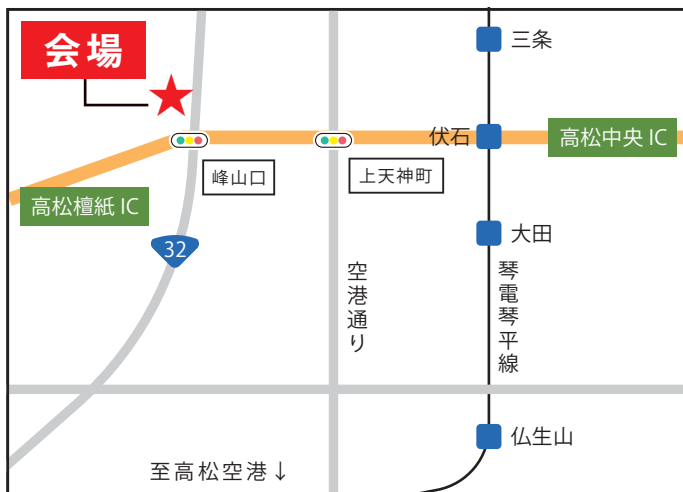 会場
三条
伏石
高松中央 IC
峰山口
上天神町
高松檀紙 IC
大田
32
空港通り
琴電琴平線
仏生山
至高松空港↓